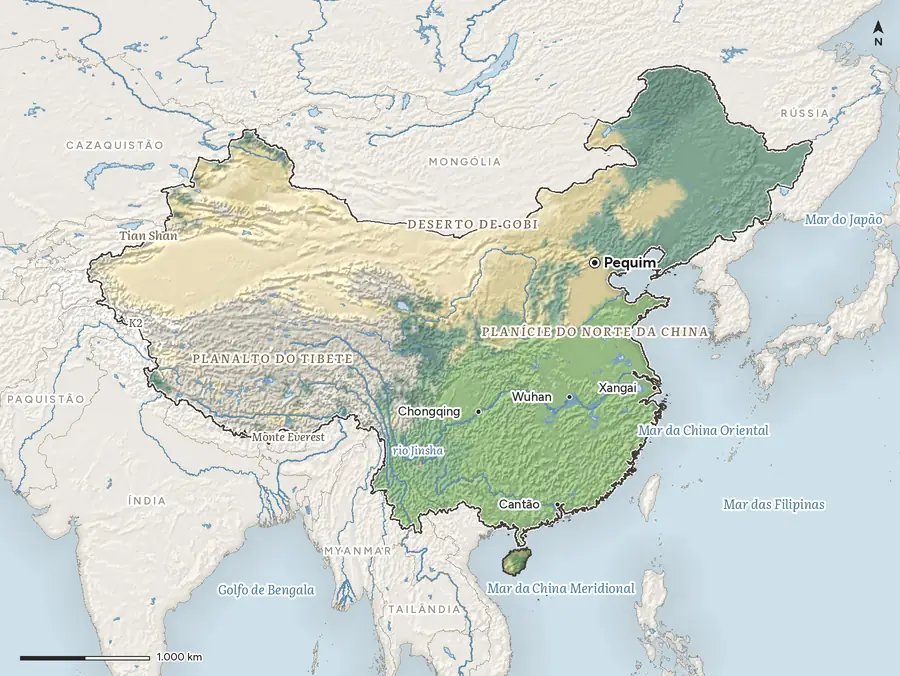 N
RÚSSIA
CAZAQUISTÃO
MONGÓLIA
Mar do Japão
DESERTO DE GOBI
Tian Shan
Pequim
K2
PLANÍCIE DO NORTE DA CHINA
PLANALTO DO TIBETE
Xangai
Wuhan
PAQUISTÃO
Chongqing
Mar da China Oriental
Monte Everest
rio Jinsha
ÍNDIA
Cantão
Mar das Filipinas
MYANMAR
Golfo de Bengala
Mar da China Meridional
TAILÂNDIA
1.000 km